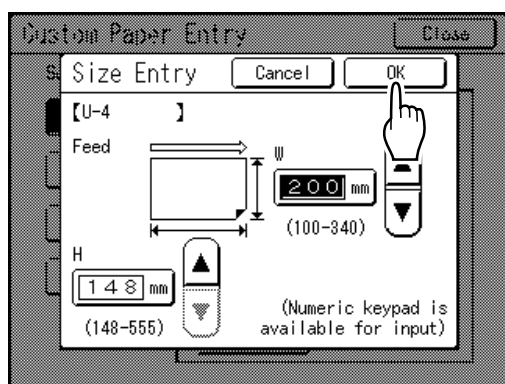 Custom Paper Entry Close
Size Entry Cancel OK
【U-4 】
Feed
W
200 mm
(100-340)
H
148 mm
(148-555)
(Numeric keypad is
available for input)